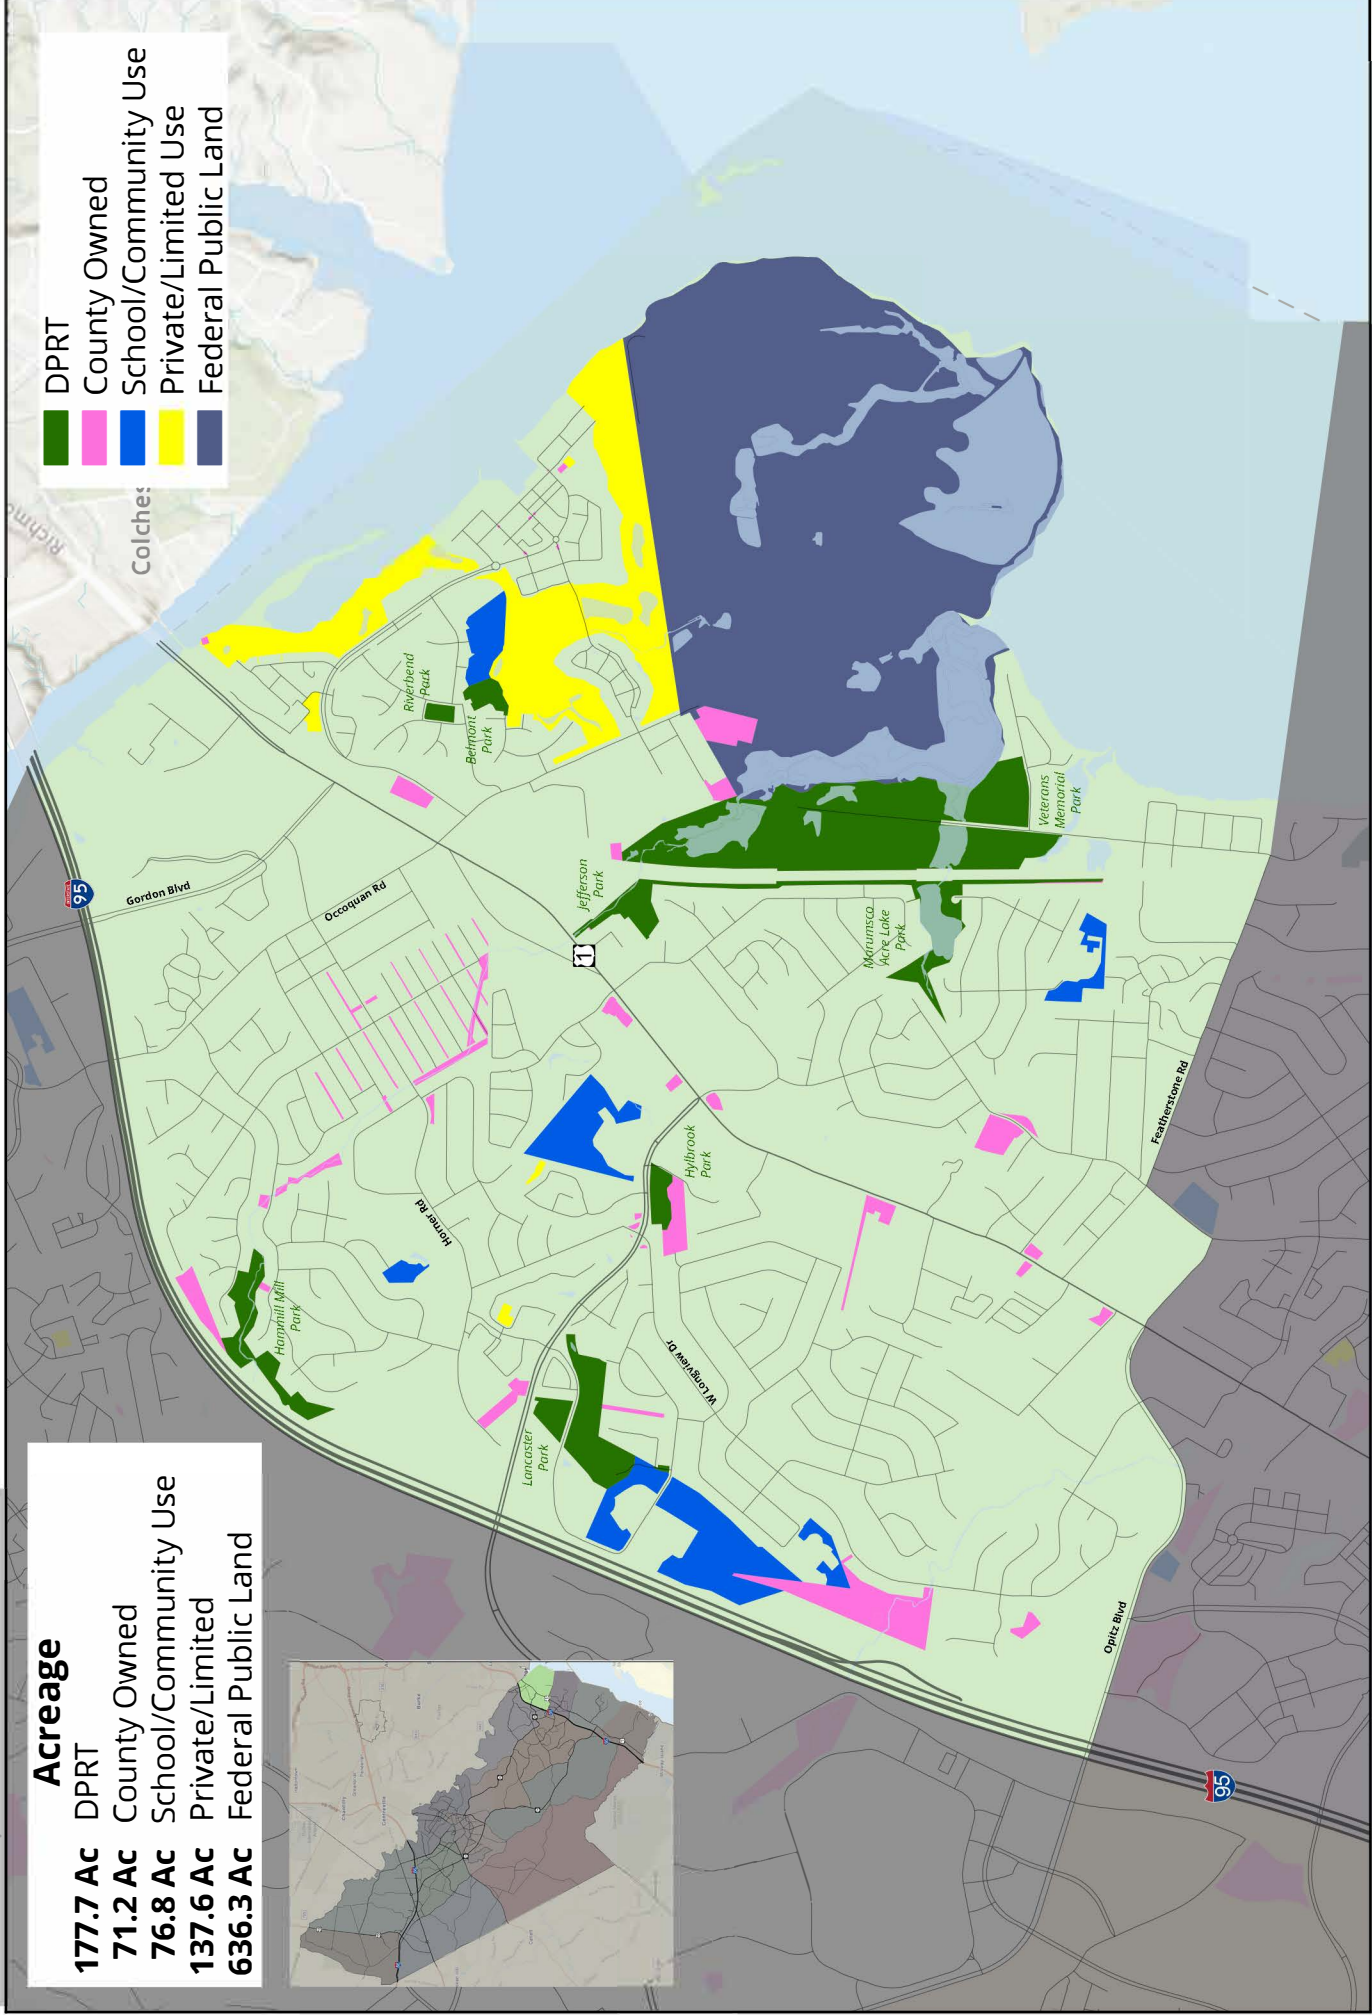 Acreage
177.7 Ac DPRT
71.2 Ac County Owned
76.8 Ac School/Community Use
137.6 Ac Private/Limited
636.3 Ac Federal Public Land
DPRT
County Owned
School/Community Use
Private/Limited Use
Federal Public Land
Richmo
Colches
95
Gordon Blvd
Occoquan Rd
Riverbend
Park
Belmont
Park
Jefferson
Park
1
Veterans
Memorial
Park
Marumsco
Acre Lake
Park
Hammill Mill
Park
Horner Rd
Hylbrook
Park
Lancaster
Park
W Longview Dr
Featherstone Rd
Opitz Blvd
95